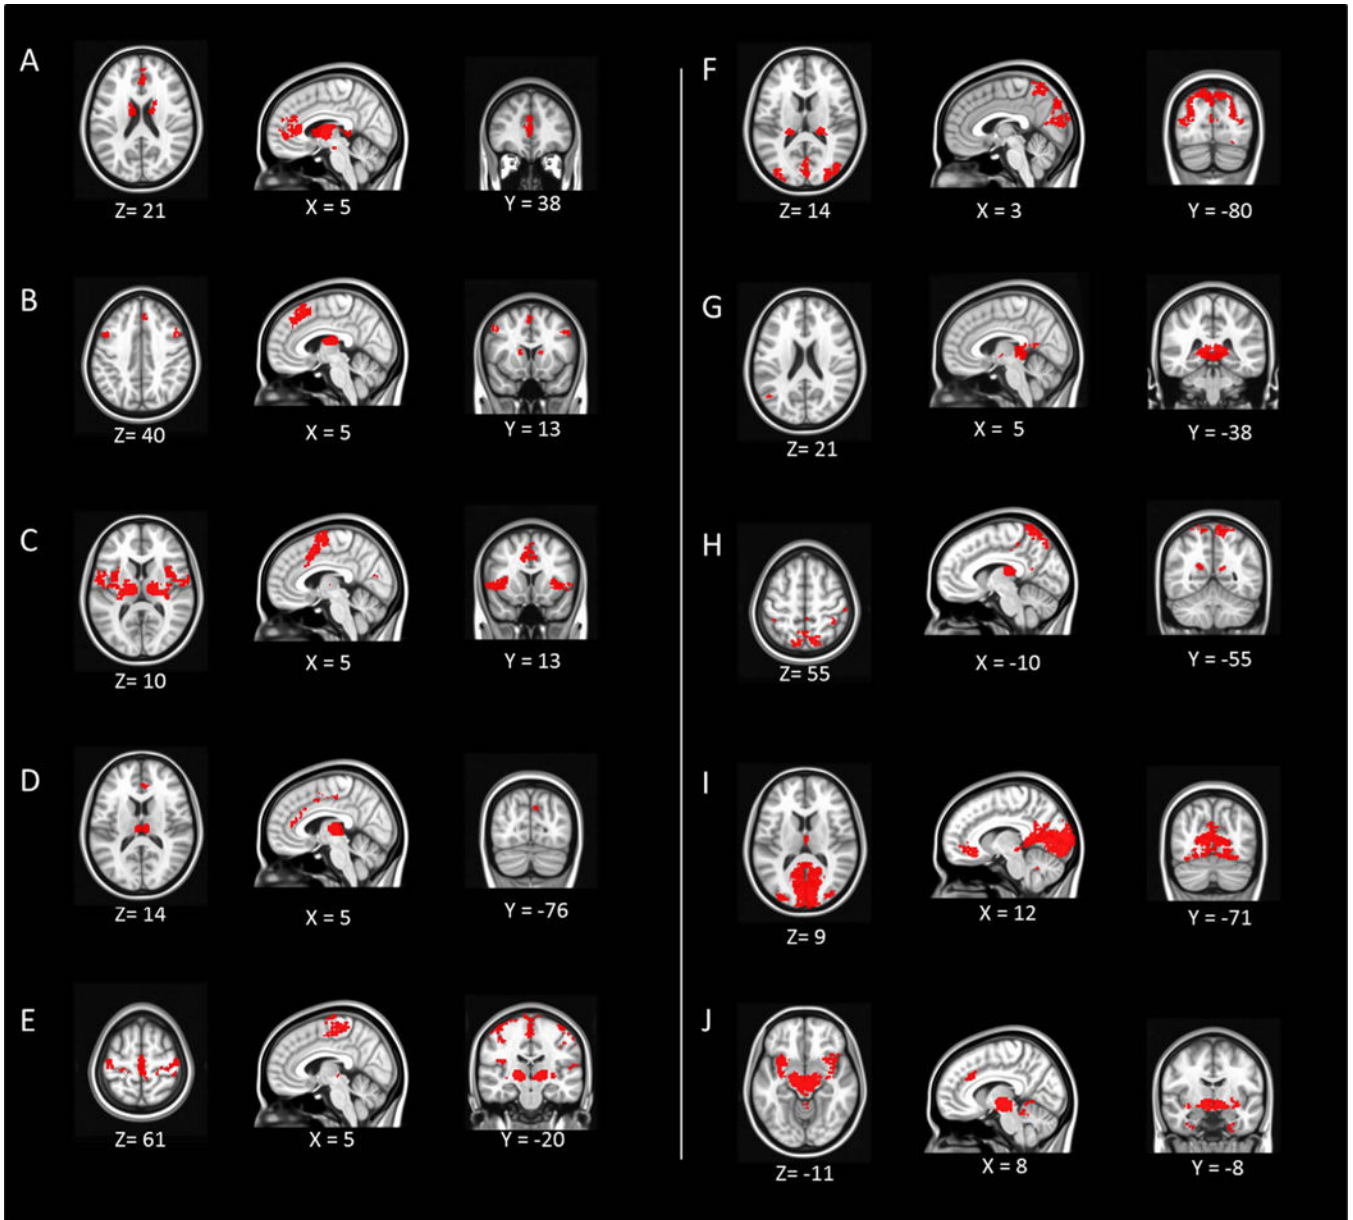 A
Z= 21
X = 5
Y = 38
B
Z= 40
X = 5
Y = 13
C
Z= 10
X = 5
Y = 13
D
Z= 14
X = 5
Y = -76
E
Z= 61
X = 5
Y = -20
F
Z= 14
X = 3
Y = -80
G
Z= 21
X = 5
Y = -38
H
Z= 55
X = -10
Y = -55
I
Z= 9
X = 12
Y = -71
J
Z= -11
X = 8
Y = -8